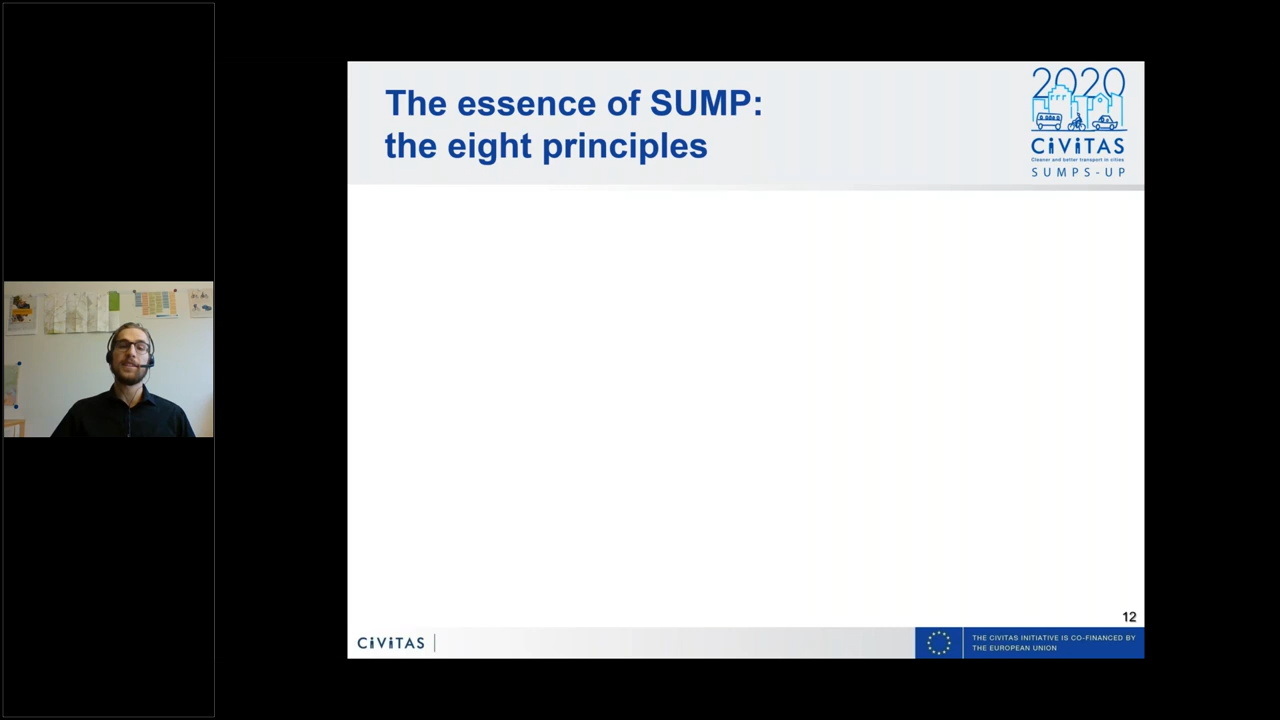 The essence of SUMP:
the eight principles
2020
CiViTAS
Cleaner and better transport in cities
SUMPS-UP
12
CiViTAS
THE CIVITAS INITIATIVE IS CO-FINANCED BY
THE EUROPEAN UNION